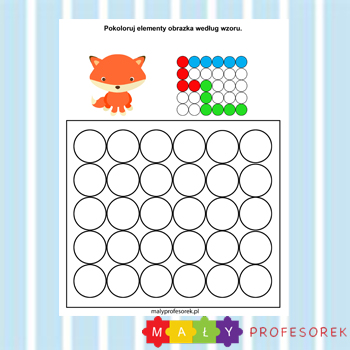 Pokoloruj elementy obrazka według wzoru.
malyprofesorek.pl
MAŁY PROFESOREK